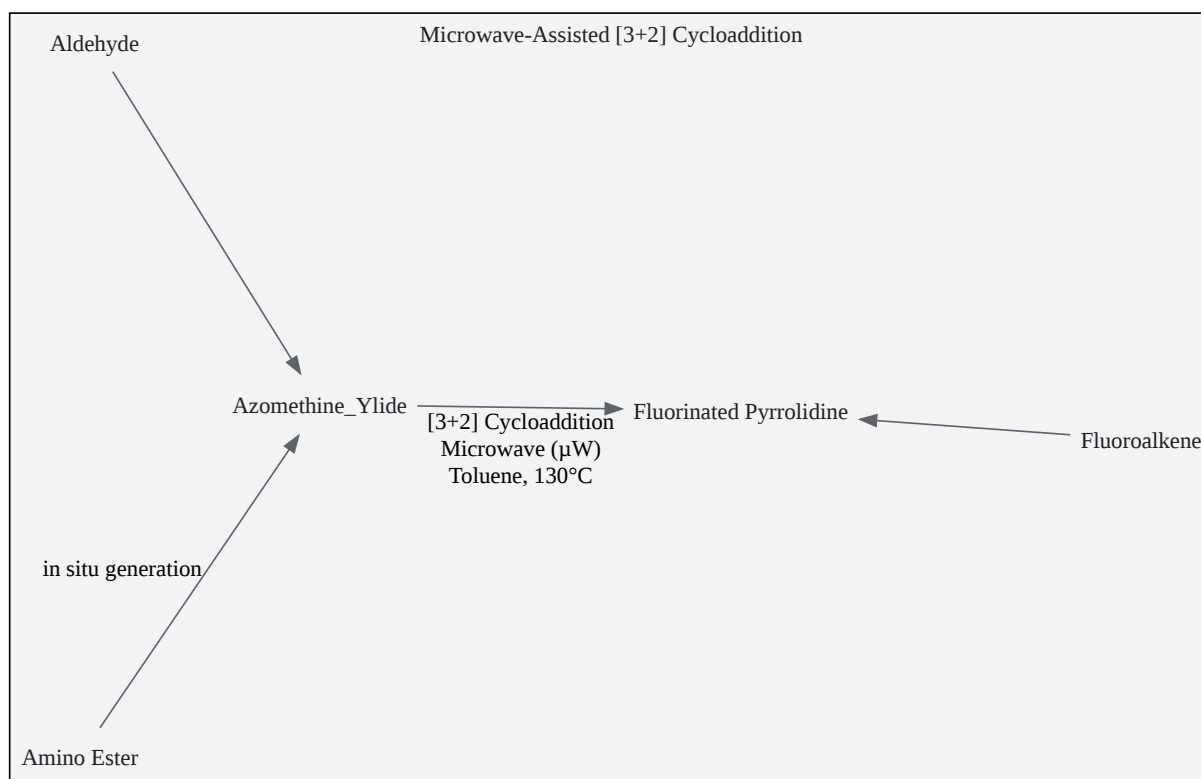 Microwave-Assisted [3+2] Cycloaddition
Aldehyde
Azomethine_Ylide
[3+2] Cycloaddition
Microwave (µW)
Toluene, 130°C
Fluorinated Pyrrolidine
Fluoroalkene
in situ generation
Amino Ester